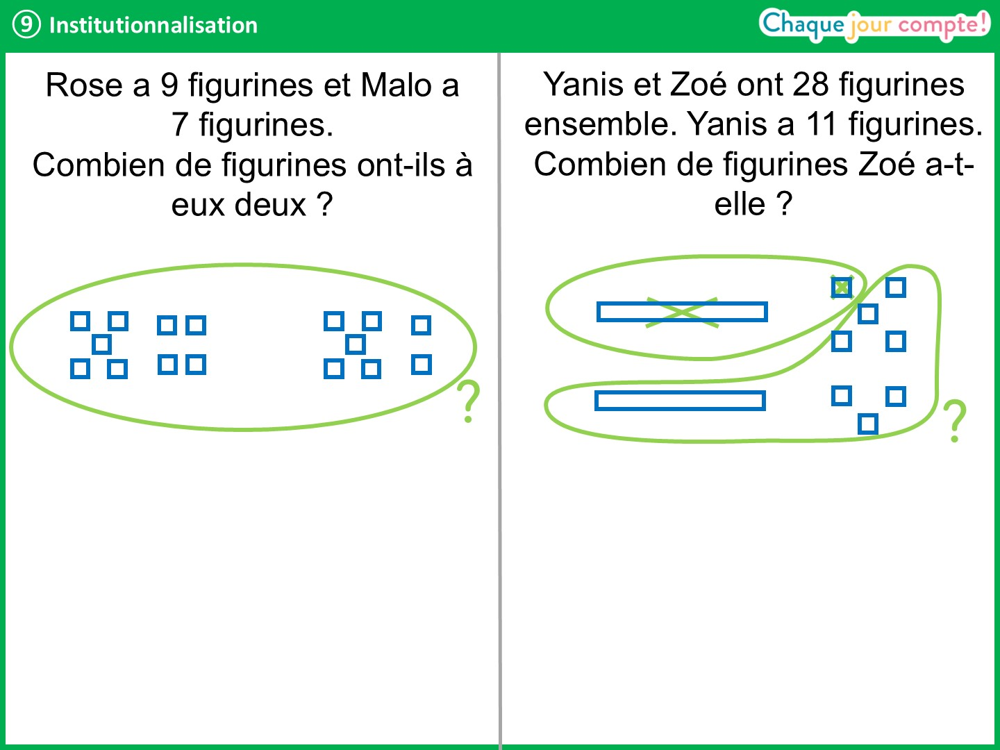 9 Institutionnalisation
Chaque jour compte!
Rose a 9 figurines et Malo a
7 figurines.
Combien de figurines ont-ils à
eux deux ?
?
Yanis et Zoé ont 28 figurines
ensemble. Yanis a 11 figurines.
Combien de figurines Zoé a-t-
elle ?
?